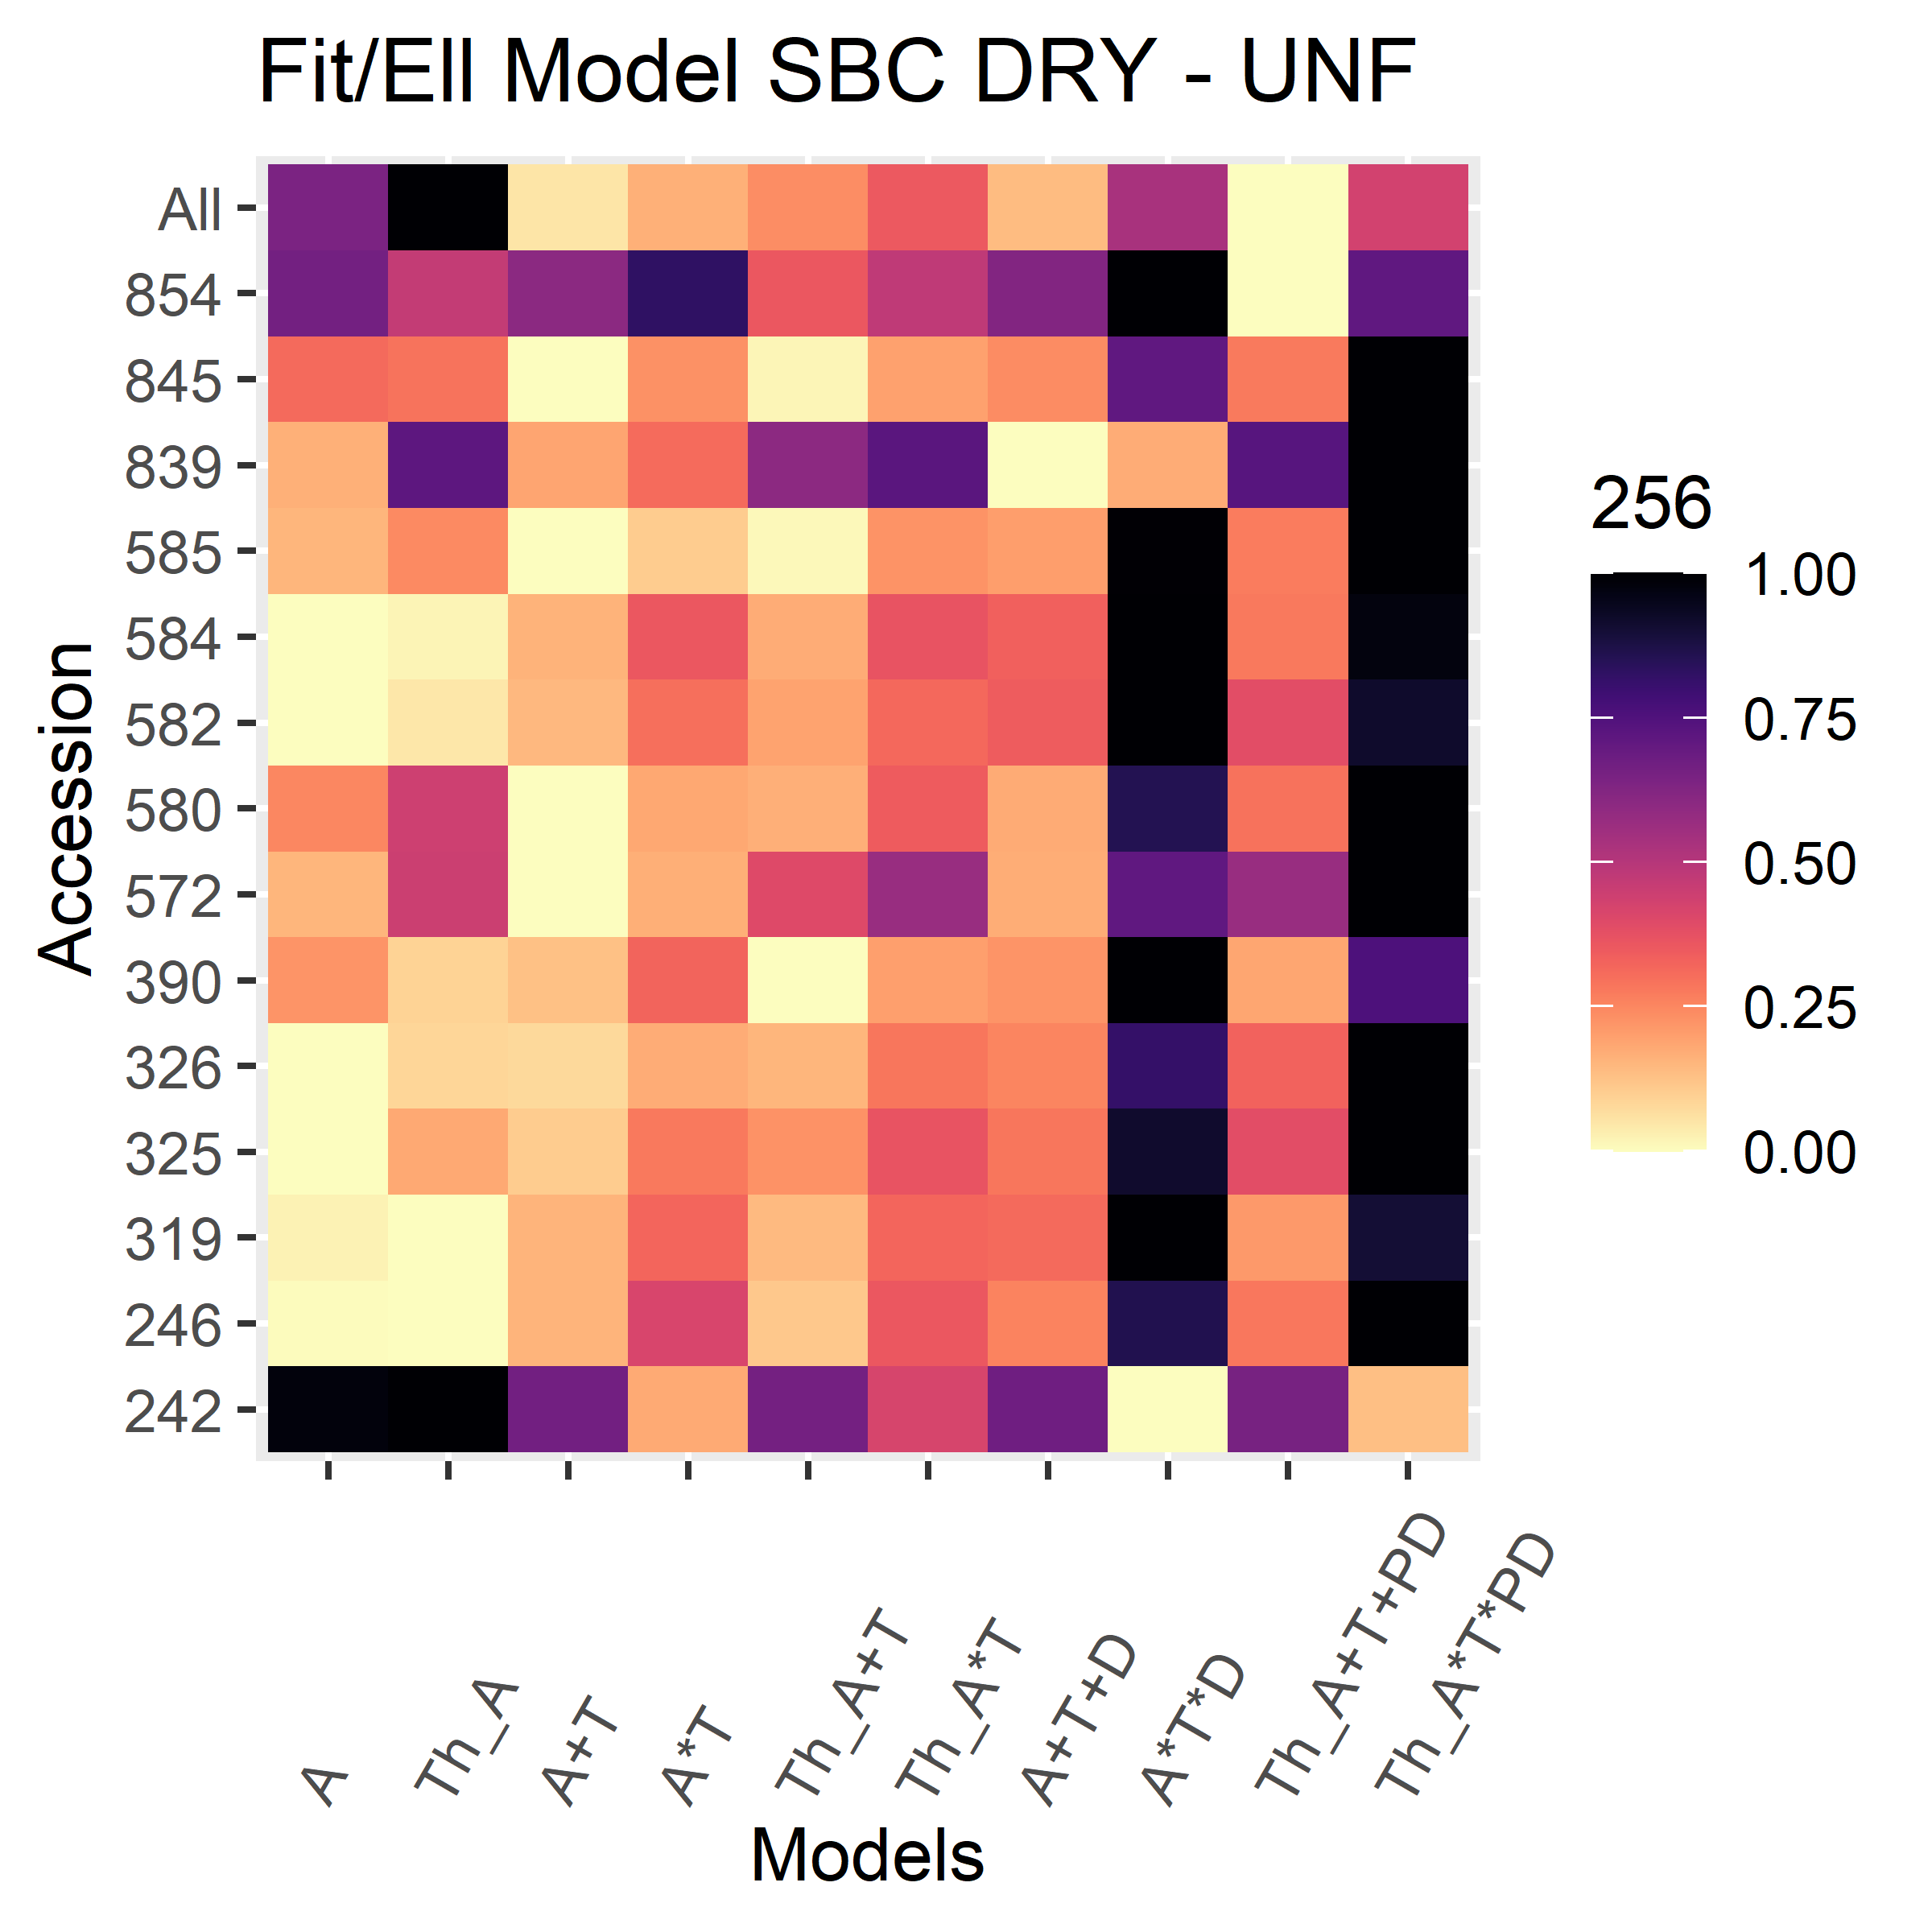 Fit/Ell Model SBC DRY - UNF
All
854
845
839
585
584
582
580
572
390
326
325
319
246
242
Accession
A
Th_A
A+T
A*T
Th_A+T
Th_A*T
A+T+D
A*T*D
Th_A+T+PD
Th_A*T*PD
Models
256
1.00
0.75
0.50
0.25
0.00